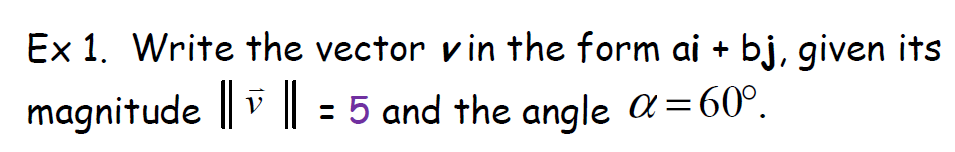 Ex 1. Write the vector v in the form ai + bj, given its
magnitude ‖ v⃗ ‖ = 5 and the angle α = 60°.